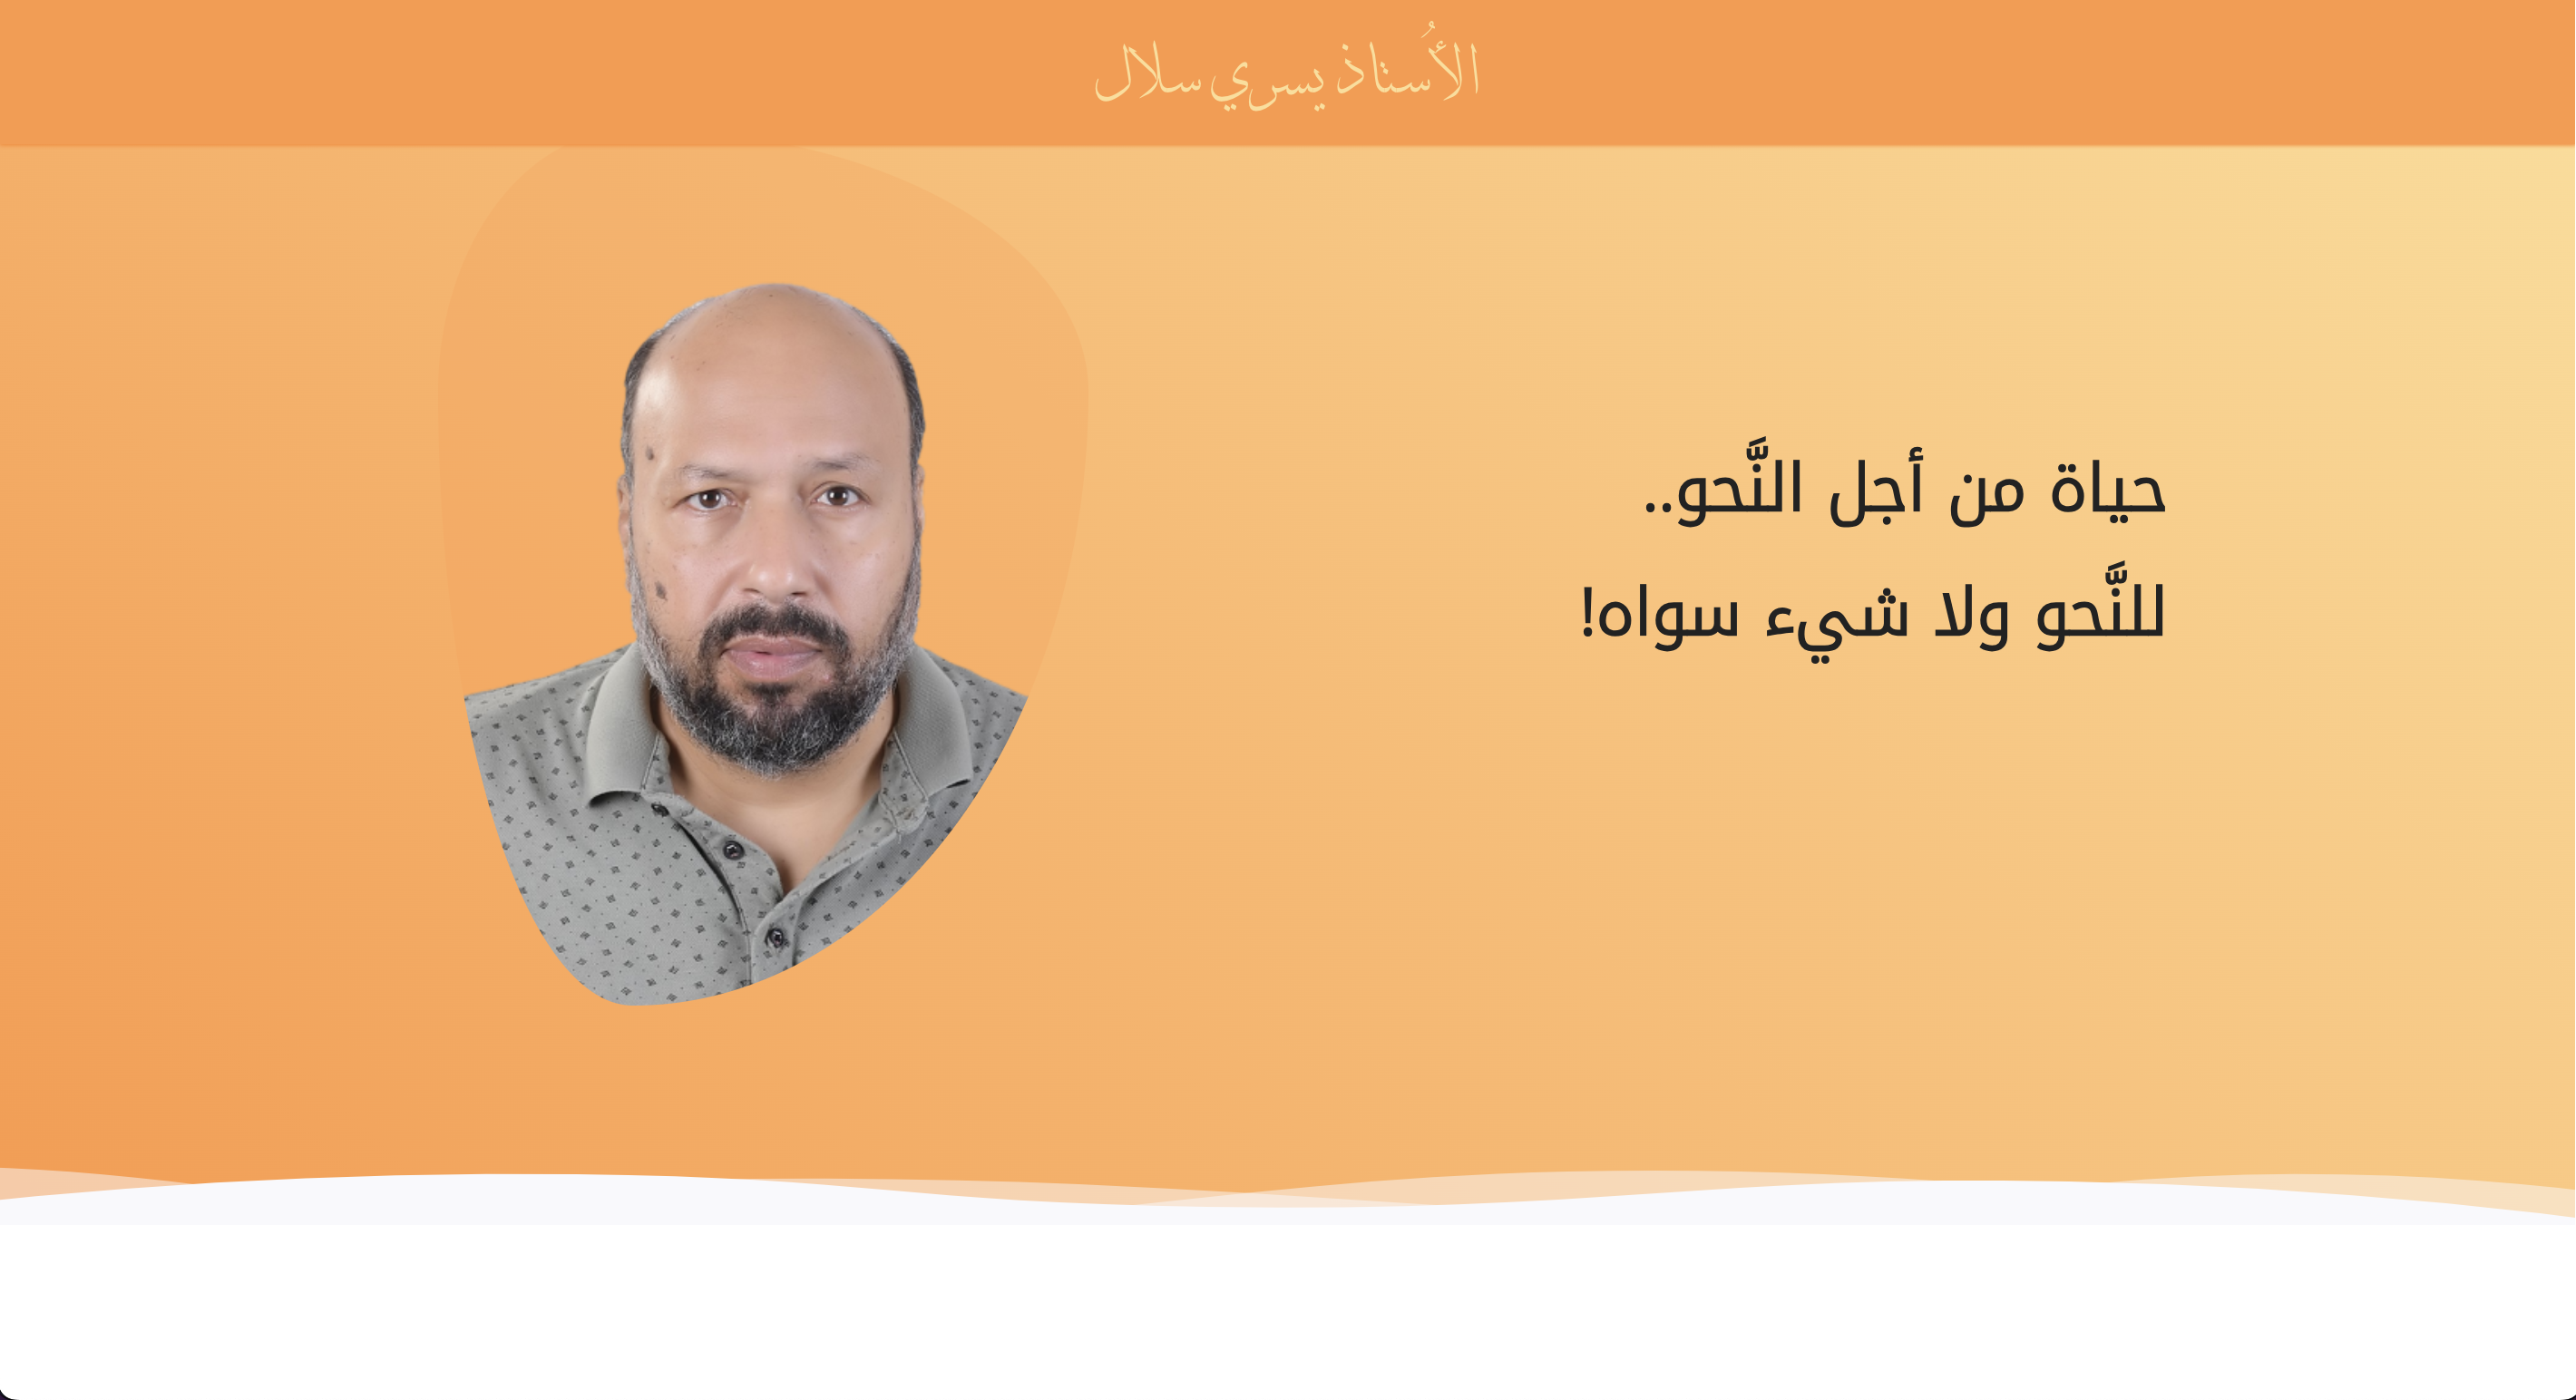 الأُستاذ يسري سلال
حياة من أجل النَّحو..
للنَّحو ولا شيء سواه!